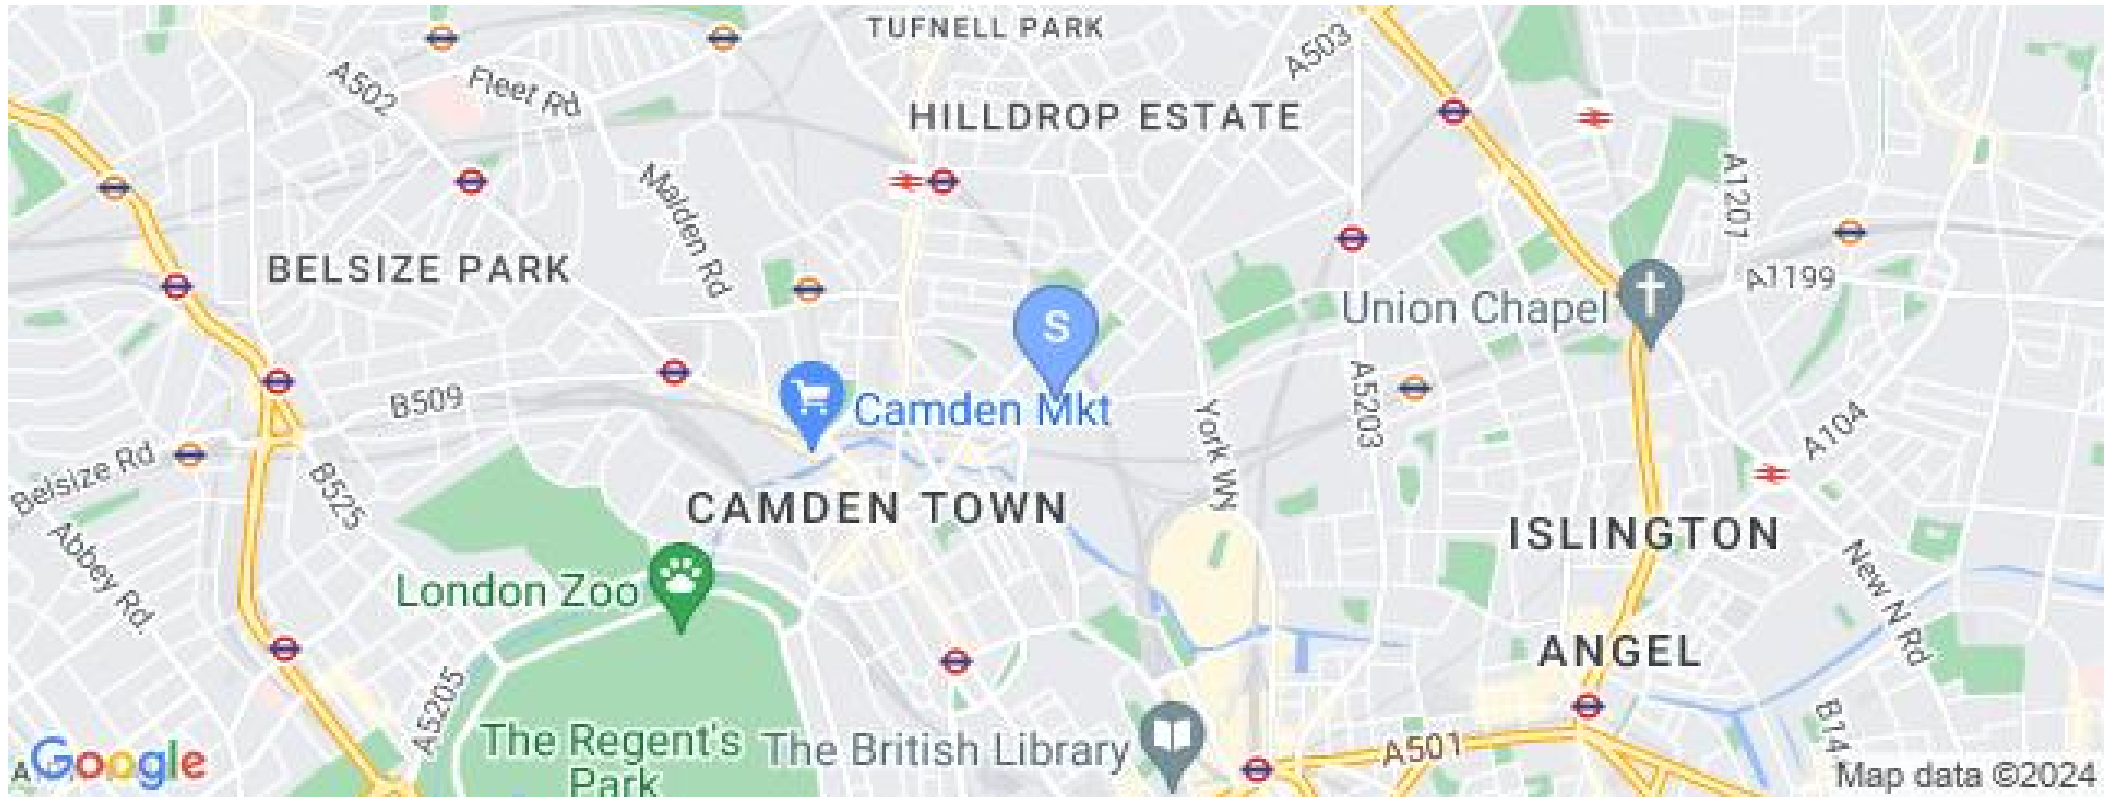 TUFNELL PARK
A503
A502
Fleet Rd
HILLDROP ESTATE
Malden Rd
A1201
BELSIZE PARK
A1199
Union Chapel
S
B509
Camden Mkt
A5203
York Wy
A104
Belsize Rd
B525
CAMDEN TOWN
ISLINGTON
Abbey Rd.
London Zoo
New N Rd
ANGEL
A5205
The Regent's
Park
The British Library
A501
B14
A
Google
Map data ©2024